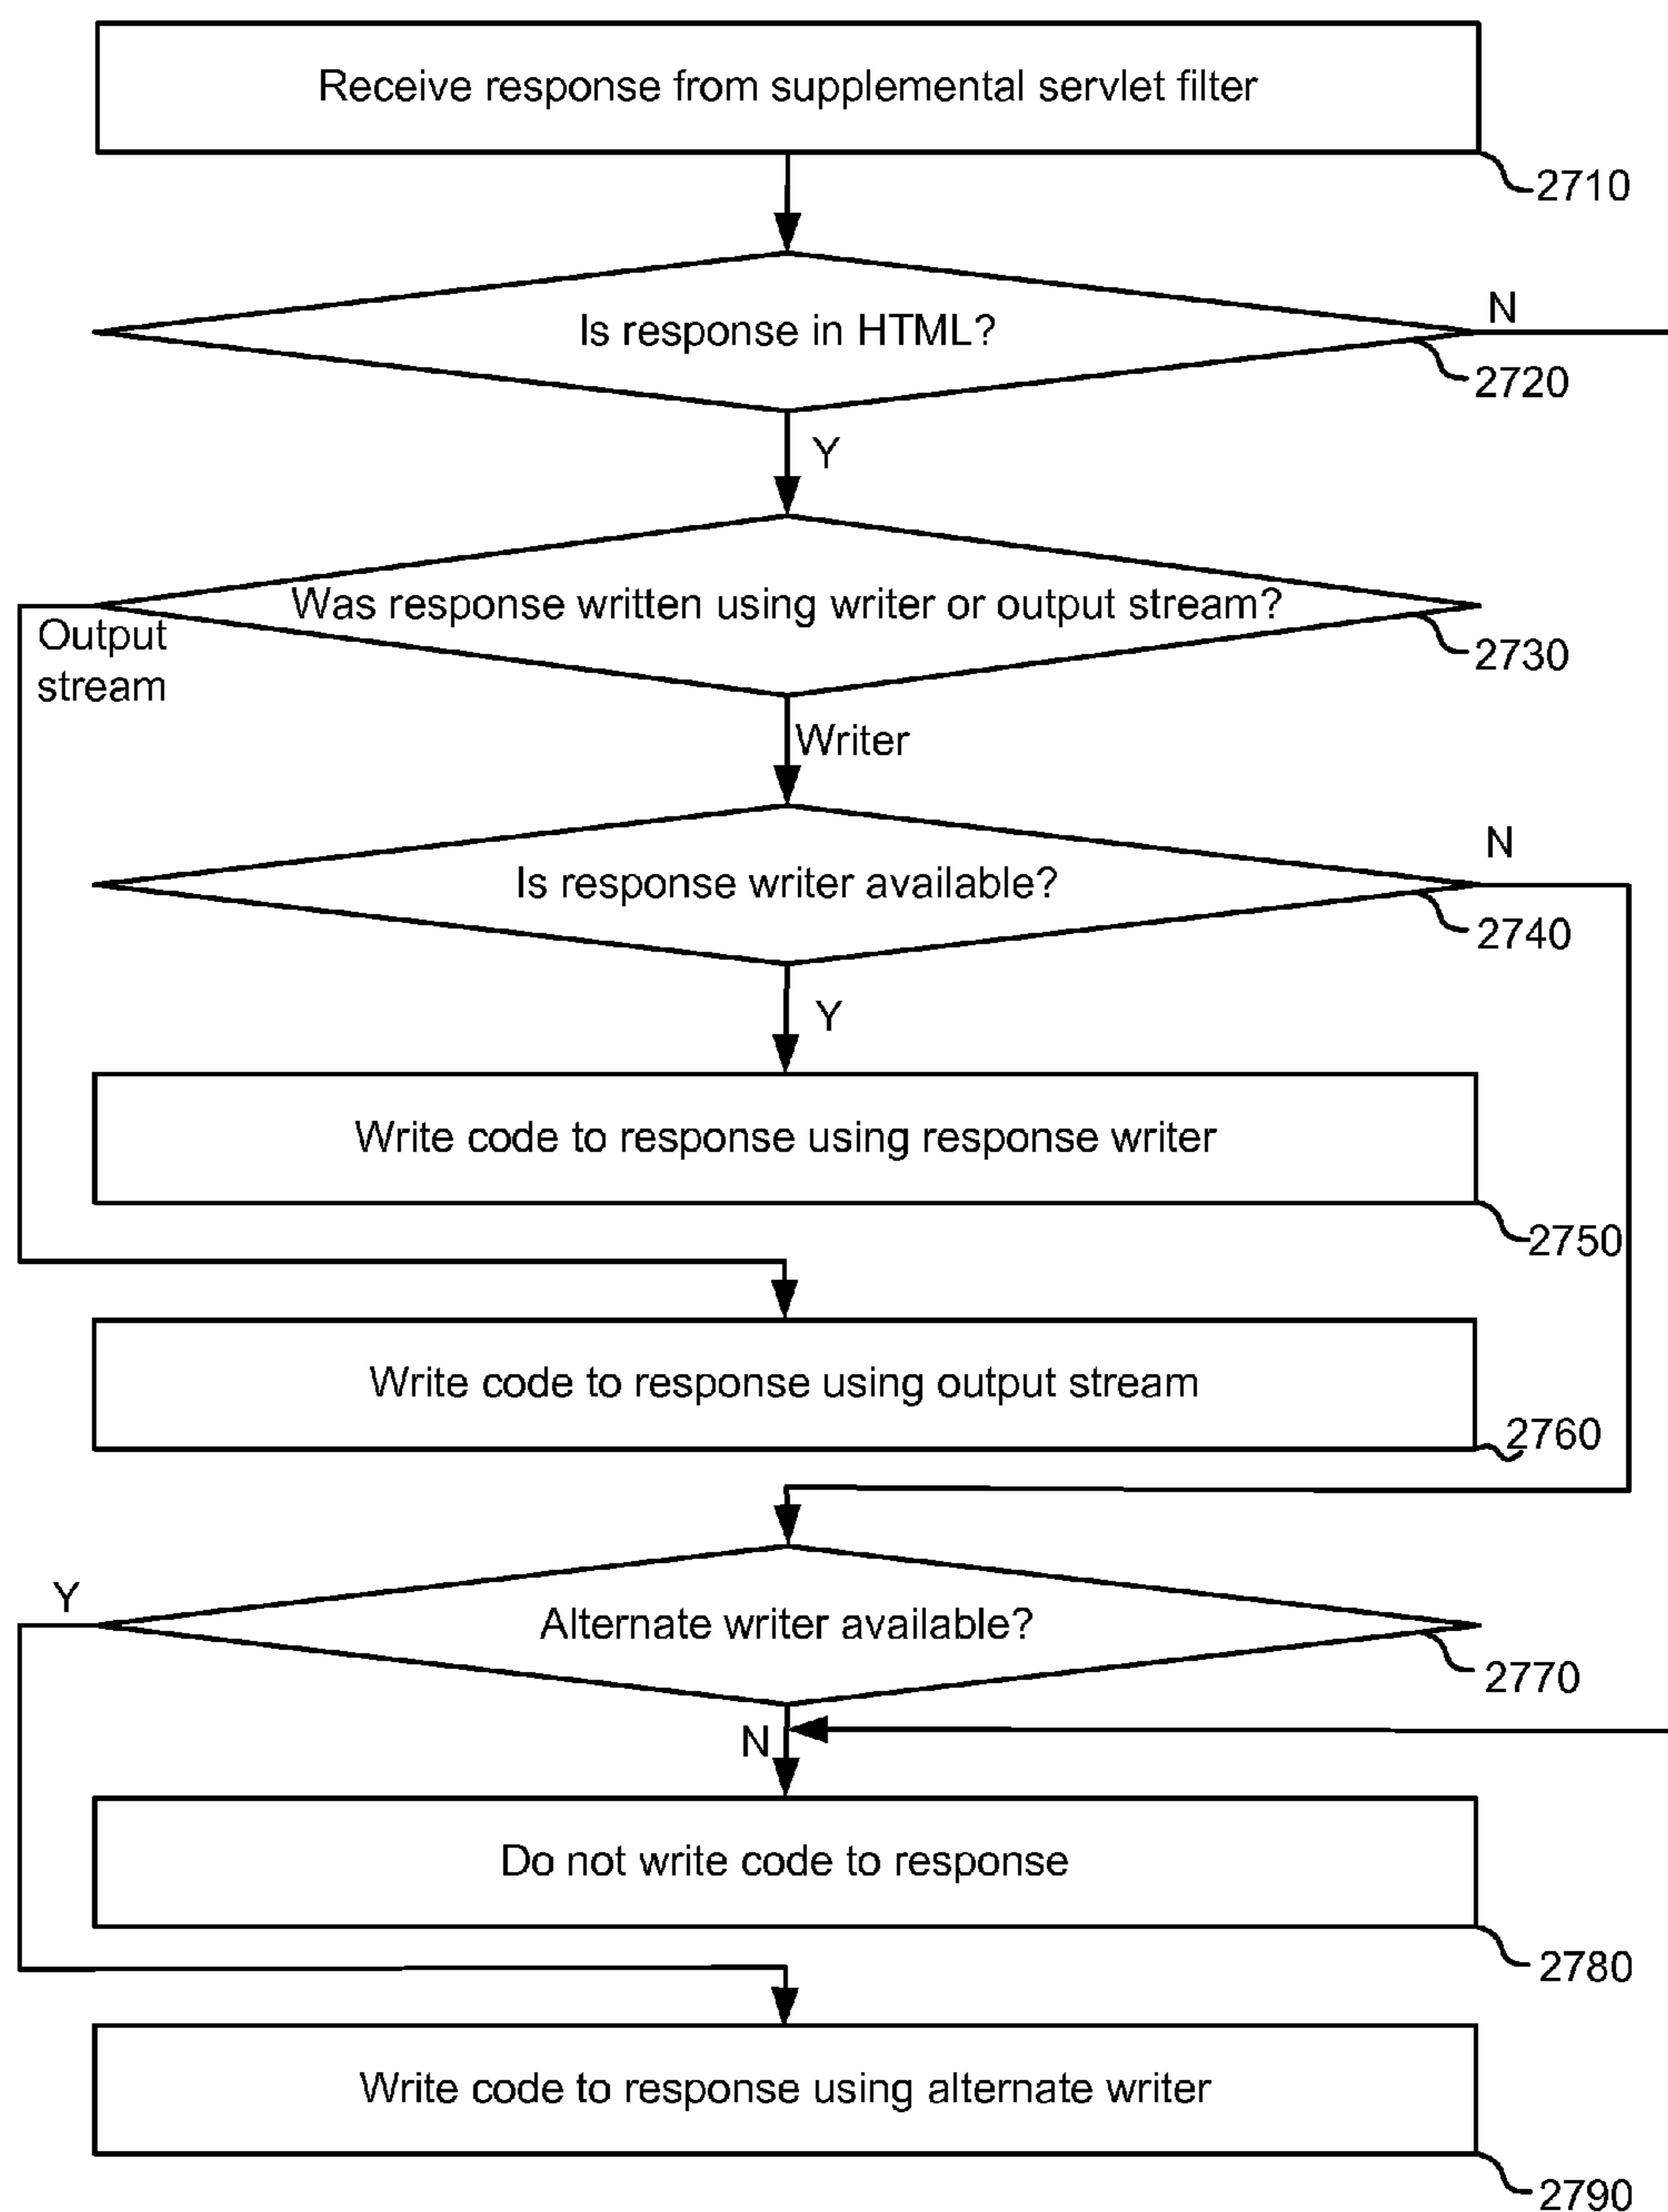 Receive response from supplemental servlet filter
2710
Is response in HTML?
N
2720
Y
Was response written using writer or output stream?
Output
stream
2730
Writer
Is response writer available?
N
2740
Y
Write code to response using response writer
2750
Write code to response using output stream
2760
Y
Alternate writer available?
2770
N
Do not write code to response
2780
Write code to response using alternate writer
2790